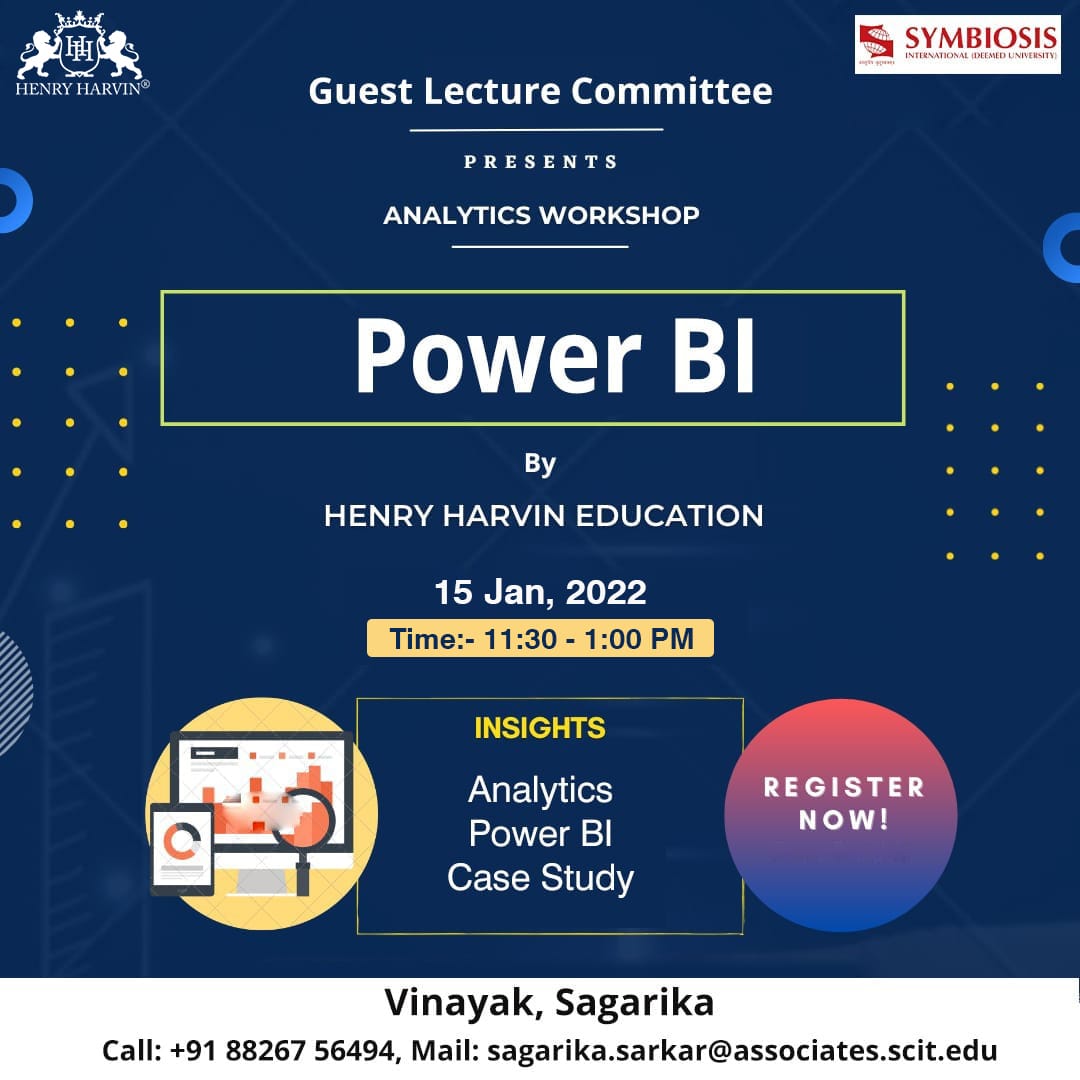 HENRY HARVIN®
SYMBIOSIS
INTERNATIONAL (DEEMED UNIVERSITY)
Guest Lecture Committee
PRESENTS
ANALYTICS WORKSHOP
Power BI
By
HENRY HARVIN EDUCATION
15 Jan, 2022
Time:- 11:30 - 1:00 PM
INSIGHTS
Analytics
Power BI
Case Study
REGISTER
NOW!
Vinayak, Sagarika
Call: +91 88267 56494, Mail: sagarika.sarkar@associates.scit.edu